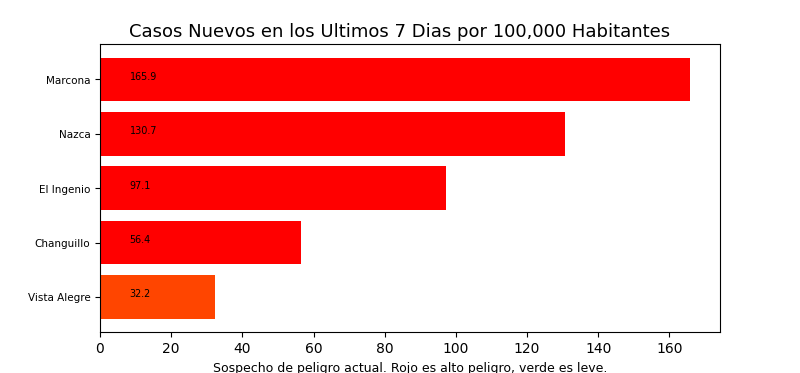 Casos Nuevos en los Ultimos 7 Dias por 100,000 Habitantes
Marcona 165.9
Nazca 130.7
El Ingenio 97.1
Changuillo 56.4
Vista Alegre 32.2
0 20 40 60 80 100 120 140 160
Sospecho de peligro actual. Rojo es alto peligro, verde es leve.